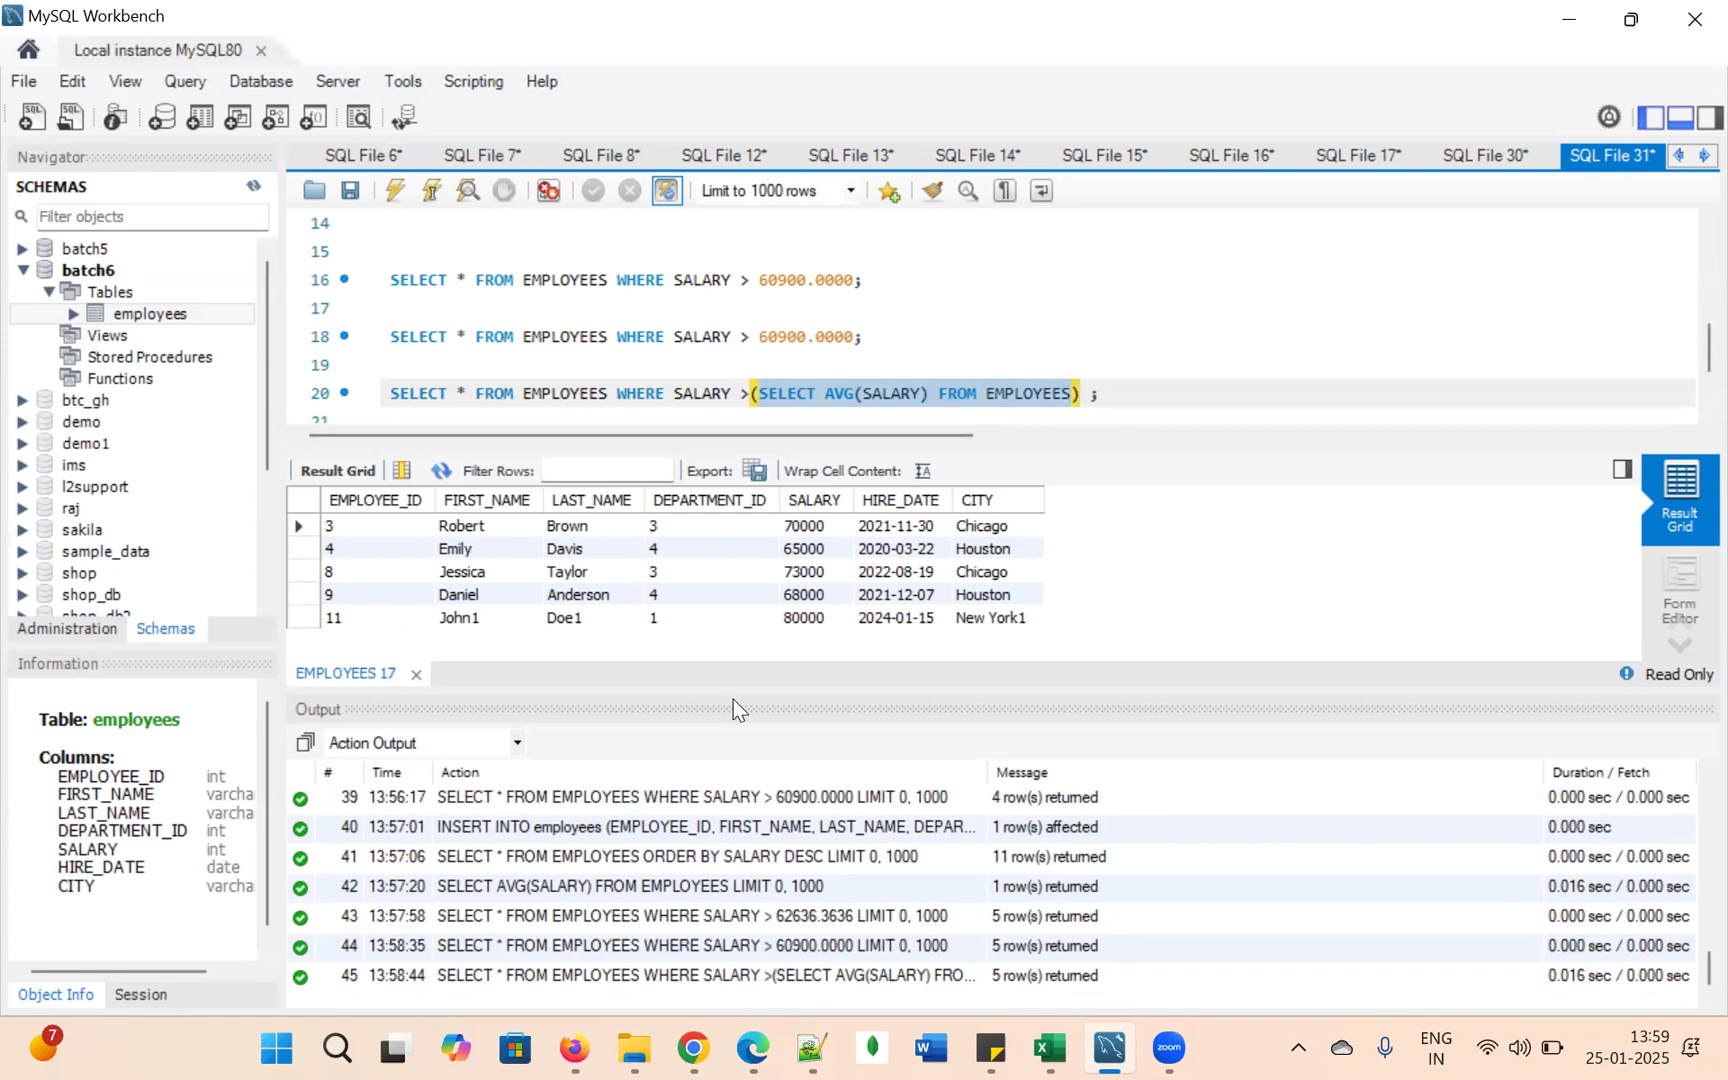 MySQL Workbench
Local instance MySQL80
File Edit View Query Database Server Tools Scripting Help
Navigator
SCHEMAS
Filter objects
batch5
batch6
Tables
employees
Views
Stored Procedures
Functions
btc_gh
demo
demo1
ims
l2support
raj
sakila
sample_data
shop
shop_db
shop_db2
Administration Schemas
Information
Table: employees
Columns:
EMPLOYEE_ID int
FIRST_NAME varcha
LAST_NAME varcha
DEPARTMENT_ID int
SALARY int
HIRE_DATE date
CITY varcha
Object Info Session
SQL File 6* SQL File 7* SQL File 8* SQL File 12* SQL File 13* SQL File 14* SQL File 15* SQL File 16* SQL File 17* SQL File 30* SQL File 31*
Limit to 1000 rows
14
15
16 SELECT * FROM EMPLOYEES WHERE SALARY > 60900.0000;
17
18 SELECT * FROM EMPLOYEES WHERE SALARY > 60900.0000;
19
20 SELECT * FROM EMPLOYEES WHERE SALARY >(SELECT AVG(SALARY) FROM EMPLOYEES) ;
21
Result Grid Filter Rows: Export: Wrap Cell Content:
EMPLOYEE_ID FIRST_NAME LAST_NAME DEPARTMENT_ID SALARY HIRE_DATE CITY
3 Robert Brown 3 70000 2021-11-30 Chicago
4 Emily Davis 4 65000 2020-03-22 Houston
8 Jessica Taylor 3 73000 2022-08-19 Chicago
9 Daniel Anderson 4 68000 2021-12-07 Houston
11 John1 Doe1 1 80000 2024-01-15 New York1
Result
Grid
Form
Editor
EMPLOYEES 17
Read Only
Output
Action Output
# Time Action Message Duration / Fetch
39 13:56:17 SELECT * FROM EMPLOYEES WHERE SALARY > 60900.0000 LIMIT 0, 1000 4 row(s) returned 0.000 sec / 0.000 sec
40 13:57:01 INSERT INTO employees (EMPLOYEE_ID, FIRST_NAME, LAST_NAME, DEPAR... 1 row(s) affected 0.000 sec
41 13:57:06 SELECT * FROM EMPLOYEES ORDER BY SALARY DESC LIMIT 0, 1000 11 row(s) returned 0.000 sec / 0.000 sec
42 13:57:20 SELECT AVG(SALARY) FROM EMPLOYEES LIMIT 0, 1000 1 row(s) returned 0.016 sec / 0.000 sec
43 13:57:58 SELECT * FROM EMPLOYEES WHERE SALARY > 62636.3636 LIMIT 0, 1000 5 row(s) returned 0.000 sec / 0.000 sec
44 13:58:35 SELECT * FROM EMPLOYEES WHERE SALARY > 60900.0000 LIMIT 0, 1000 5 row(s) returned 0.000 sec / 0.000 sec
45 13:58:44 SELECT * FROM EMPLOYEES WHERE SALARY >(SELECT AVG(SALARY) FRO... 5 row(s) returned 0.016 sec / 0.000 sec
7
zoom
ENG
IN
13:59
25-01-2025